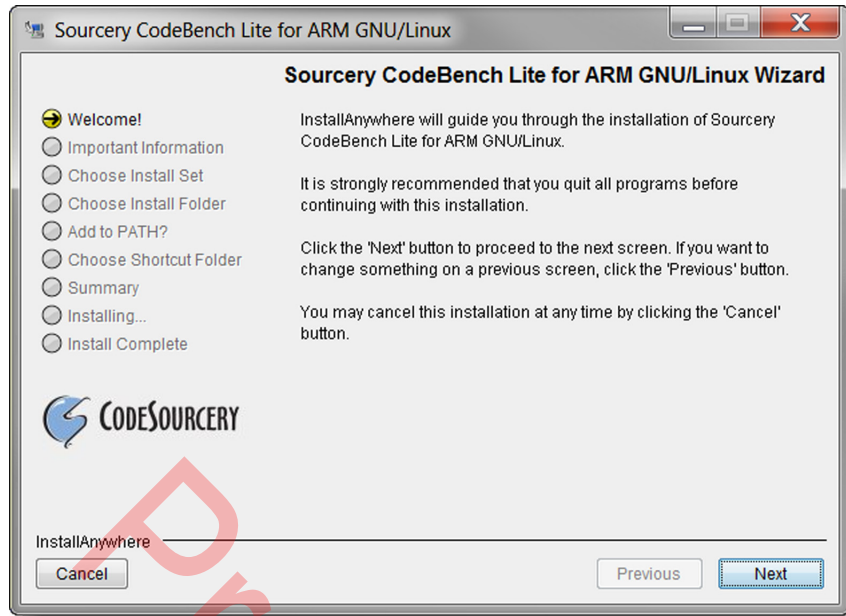 Sourcery CodeBench Lite for ARM GNU/Linux
Sourcery CodeBench Lite for ARM GNU/Linux Wizard
Welcome!
Important Information
Choose Install Set
Choose Install Folder
Add to PATH?
Choose Shortcut Folder
Summary
Installing...
Install Complete
InstallAnywhere will guide you through the installation of Sourcery
CodeBench Lite for ARM GNU/Linux.
It is strongly recommended that you quit all programs before
continuing with this installation.
Click the 'Next' button to proceed to the next screen. If you want to
change something on a previous screen, click the 'Previous' button.
You may cancel this installation at any time by clicking the 'Cancel'
button.
CODESOURCERY
InstallAnywhere
Cancel
Previous
Next